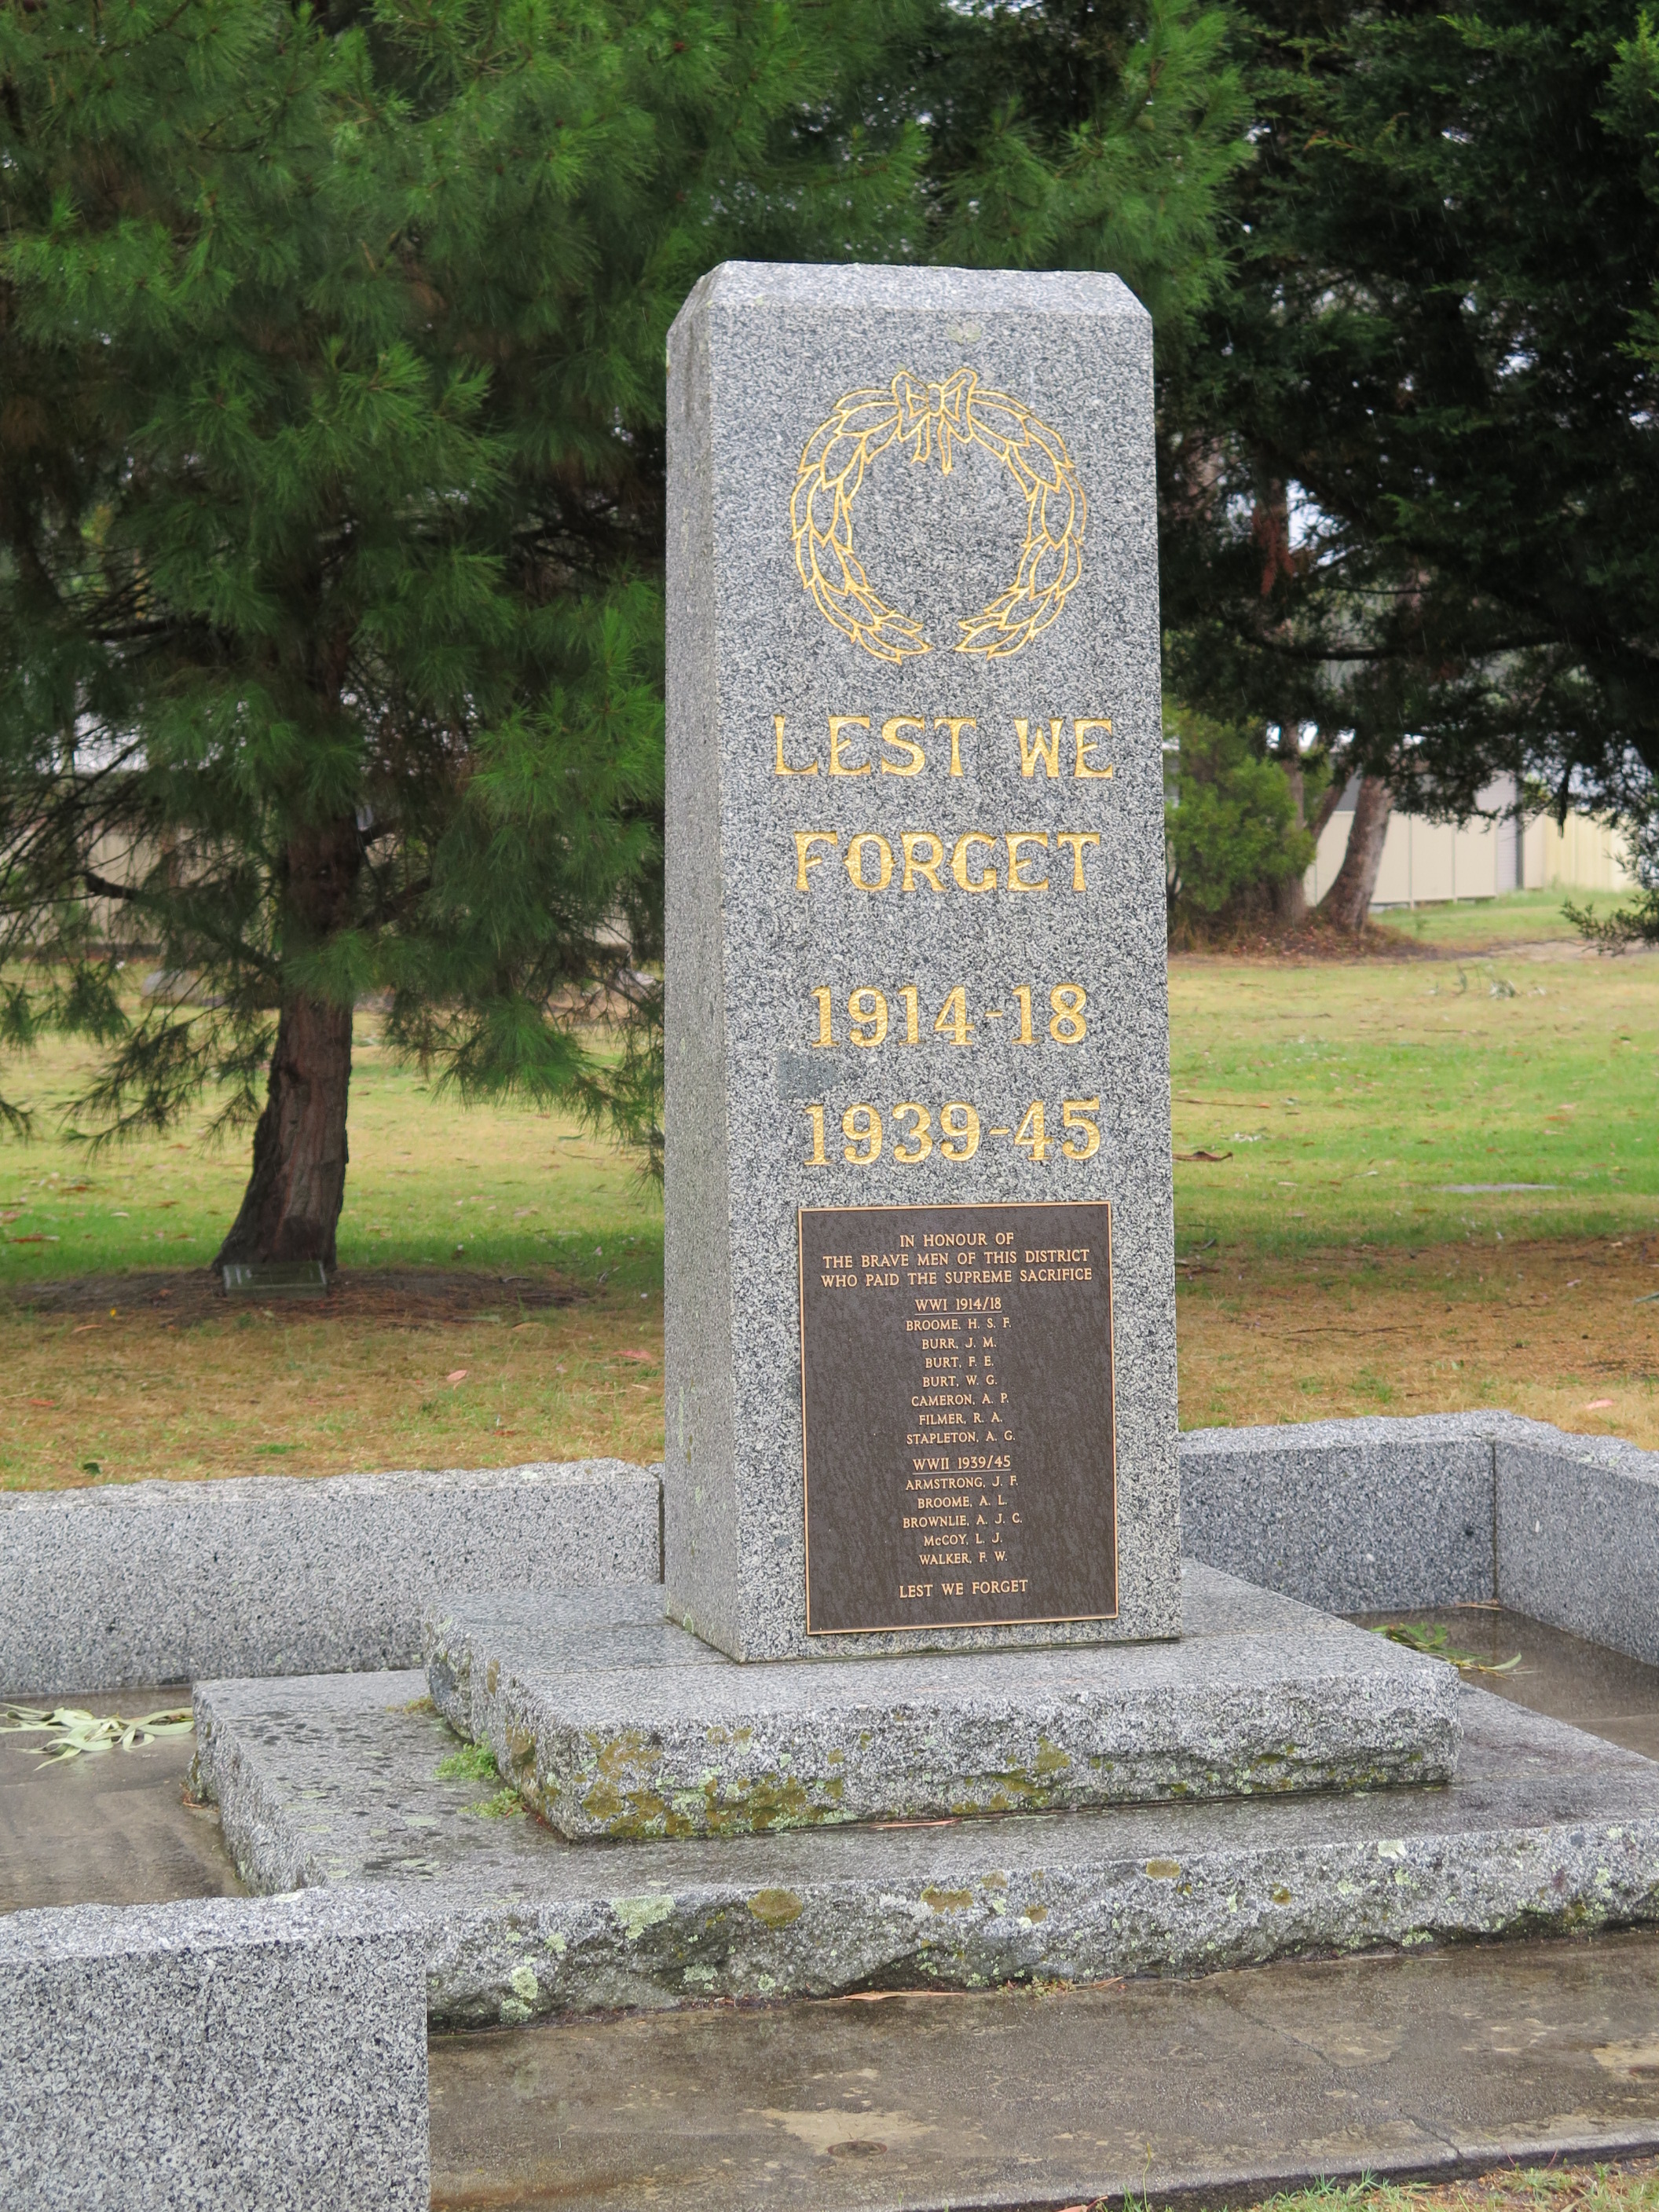 LEST WE
FORGET
1914-18
1939-45
IN HONOUR OF
THE BRAVE MEN OF THIS DISTRICT
WHO PAID THE SUPREME SACRIFICE
WWI 1914/18
BROOME, H. S. F.
BURR, J. M.
BURT, F. E.
BURT, W. G.
CAMERON, A. P.
FILMER, R. A.
STAPLETON, A. G.
WWII 1939/45
ARMSTRONG, J. F.
BROOME, A. L.
BROWNLIE, A. J. C.
McCOY, L. J.
WALKER, F. W.
LEST WE FORGET